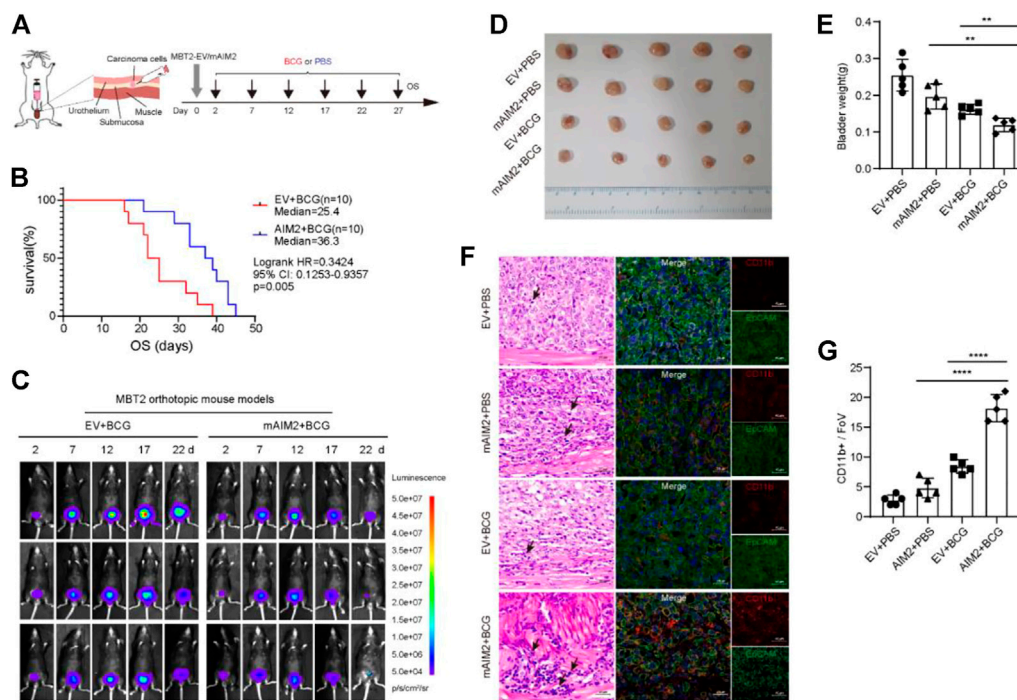 A
MBT2-EV/mAIM2
Carcinoma cells
BCG or PBS
OS
Urothelium
Submucosa
Muscle
Day 0 2 7 12 17 22 27
B
survival(%)
100
50
0
0 10 20 30 40 50
OS (days)
EV+BCG(n=10)
Median=25.4
AIM2+BCG(n=10)
Median=36.3
Logrank HR=0.3424
95% CI: 0.1253-0.9357
p=0.005
C
MBT2 orthotopic mouse models
EV+BCG mAIM2+BCG
2 7 12 17 22 d 2 7 12 17 22 d
Luminescence
5.0e+07
4.5e+07
4.0e+07
3.5e+07
3.0e+07
2.5e+07
2.0e+07
1.5e+07
1.0e+07
5.0e+06
5.0e+04
p/s/cm²/sr
D
EV+PBS
mAIM2+PBS
EV+BCG
mAIM2+BCG
E
**
**
Bladder weight(g)
0.4
0.3
0.2
0.1
0.0
EV+PBS
mAIM2+PBS
EV+BCG
mAIM2+BCG
F
EV+PBS
Merge
CD11b
EpCAM
mAIM2+PBS
Merge
CD11b
EpCAM
EV+BCG
Merge
CD11b
EpCAM
mAIM2+BCG
Merge
CD11b
EpCAM
G
****
****
CD11b+ / FoV
25
20
15
10
5
0
EV+PBS
AIM2+PBS
EV+BCG
AIM2+BCG